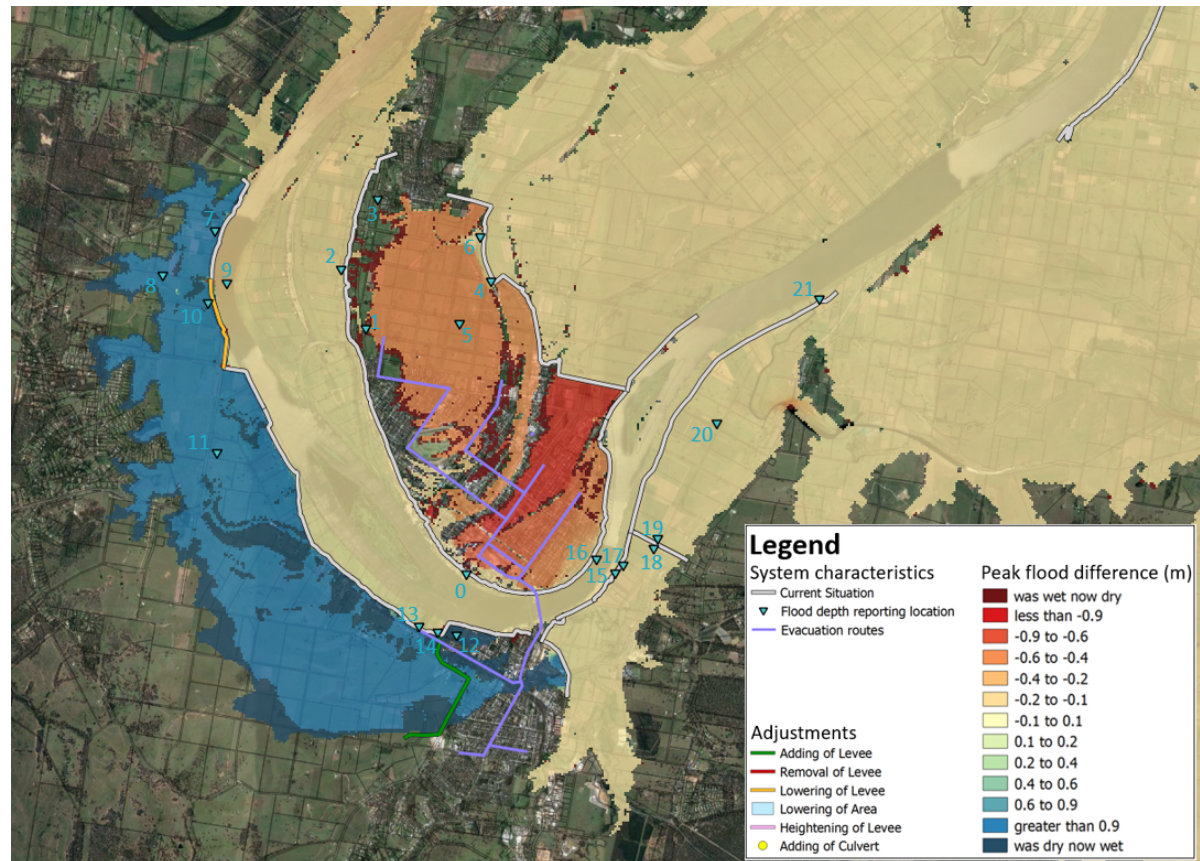 3
7
2
6
9
8
4
10
21
1
5
20
11
19
16
17
18
0
15
13
14
12
Legend
System characteristics
Current Situation
Flood depth reporting location
Evacuation routes
Adjustments
Adding of Levee
Removal of Levee
Lowering of Levee
Lowering of Area
Heightening of Levee
Adding of Culvert
Peak flood difference (m)
was wet now dry
less than -0.9
-0.9 to -0.6
-0.6 to -0.4
-0.4 to -0.2
-0.2 to -0.1
-0.1 to 0.1
0.1 to 0.2
0.2 to 0.4
0.4 to 0.6
0.6 to 0.9
greater than 0.9
was dry now wet